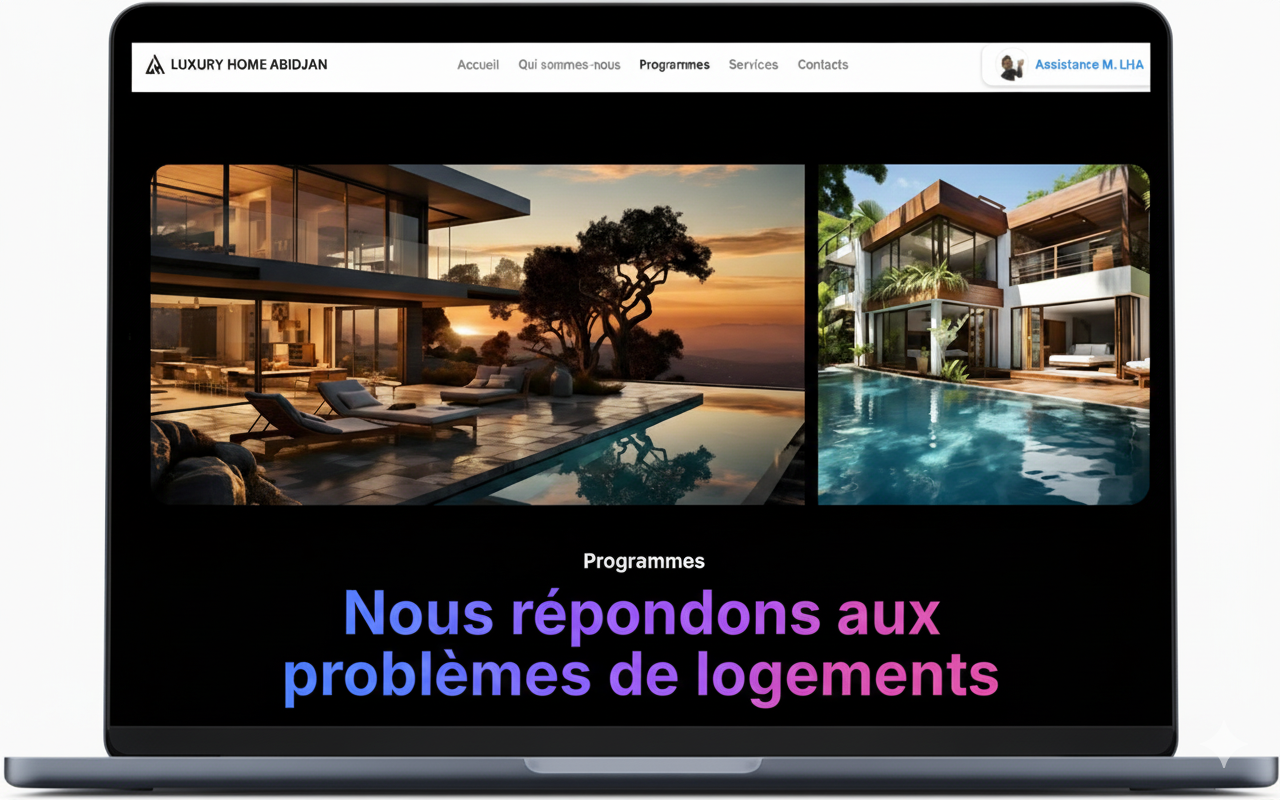 LUXURY HOME ABIDJAN
Accueil Qui sommes-nous Programmes Services Contacts
Assistance M. LHA
Programmes
Nous répondons aux
problèmes de logements